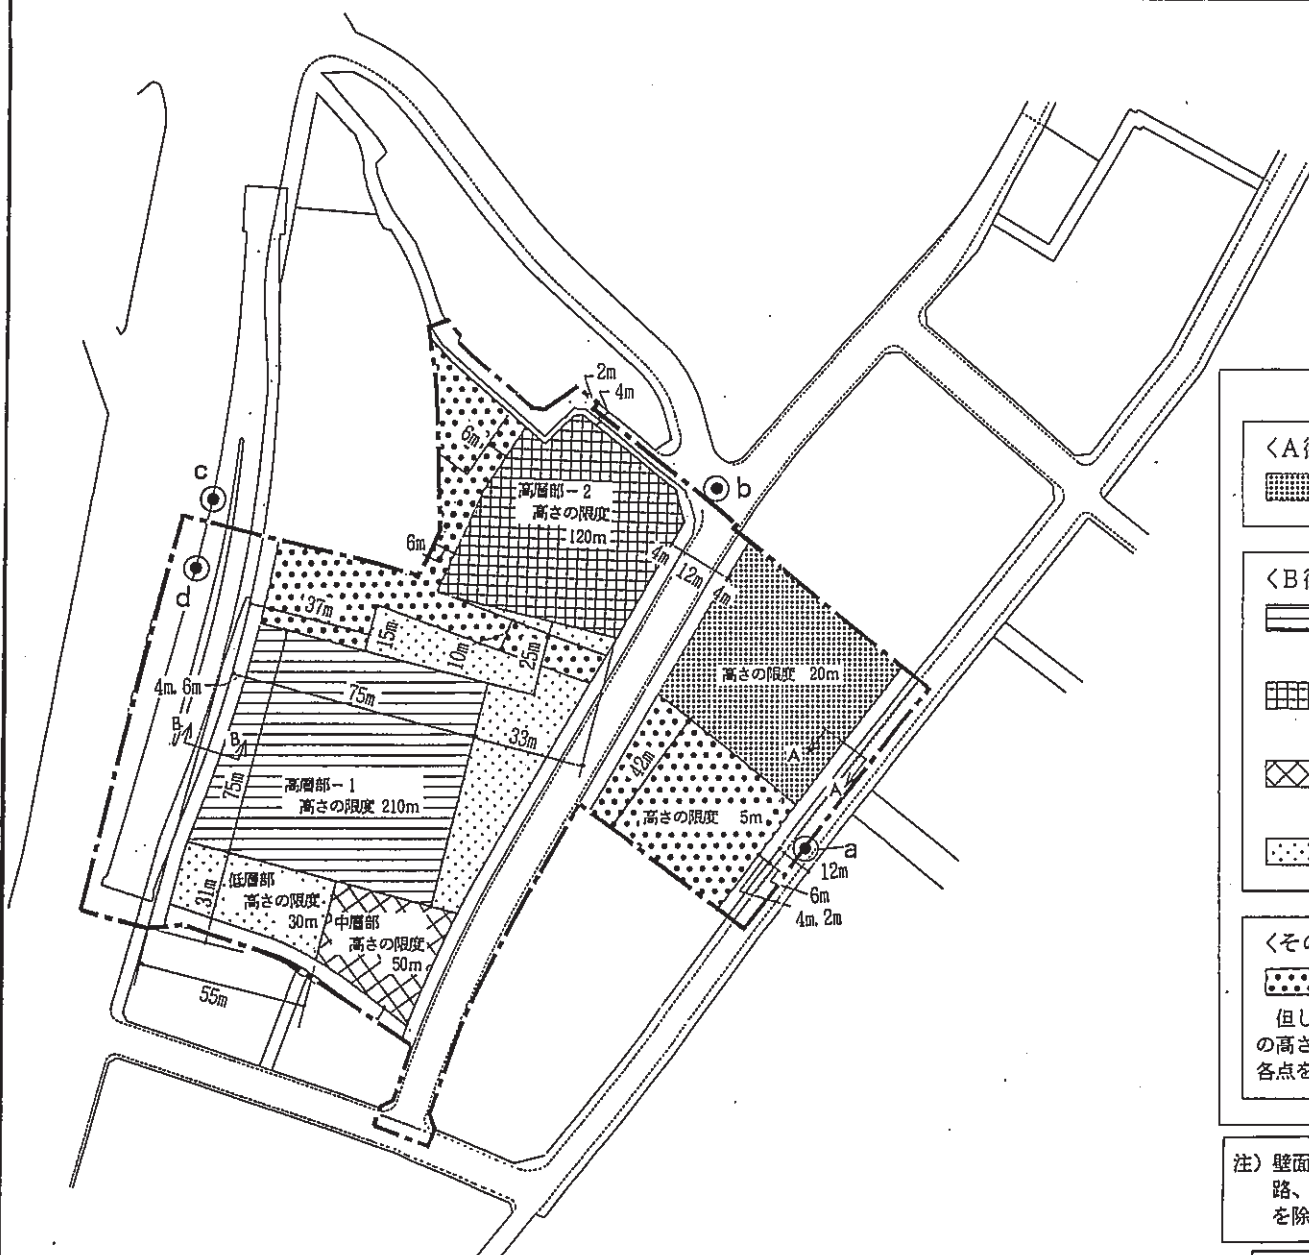 2m
4m
6m
c
高層部-2
高さの限度
120m
b
6m
4m
12m
4m
d
37m
15m
10m
25m
高さの限度 20m
4m.6m
75m
33m
B
B
42m
A
A
75m
高層部-1
高さの限度 210m
高さの限度 5m
a
12m
6m
4m.2m
31m
低層部
高さの限度
30m
中層部
高さの限度
50m
55m
<A
<B
<その
但し
の高さ
各点を
注) 壁面
路、
を除